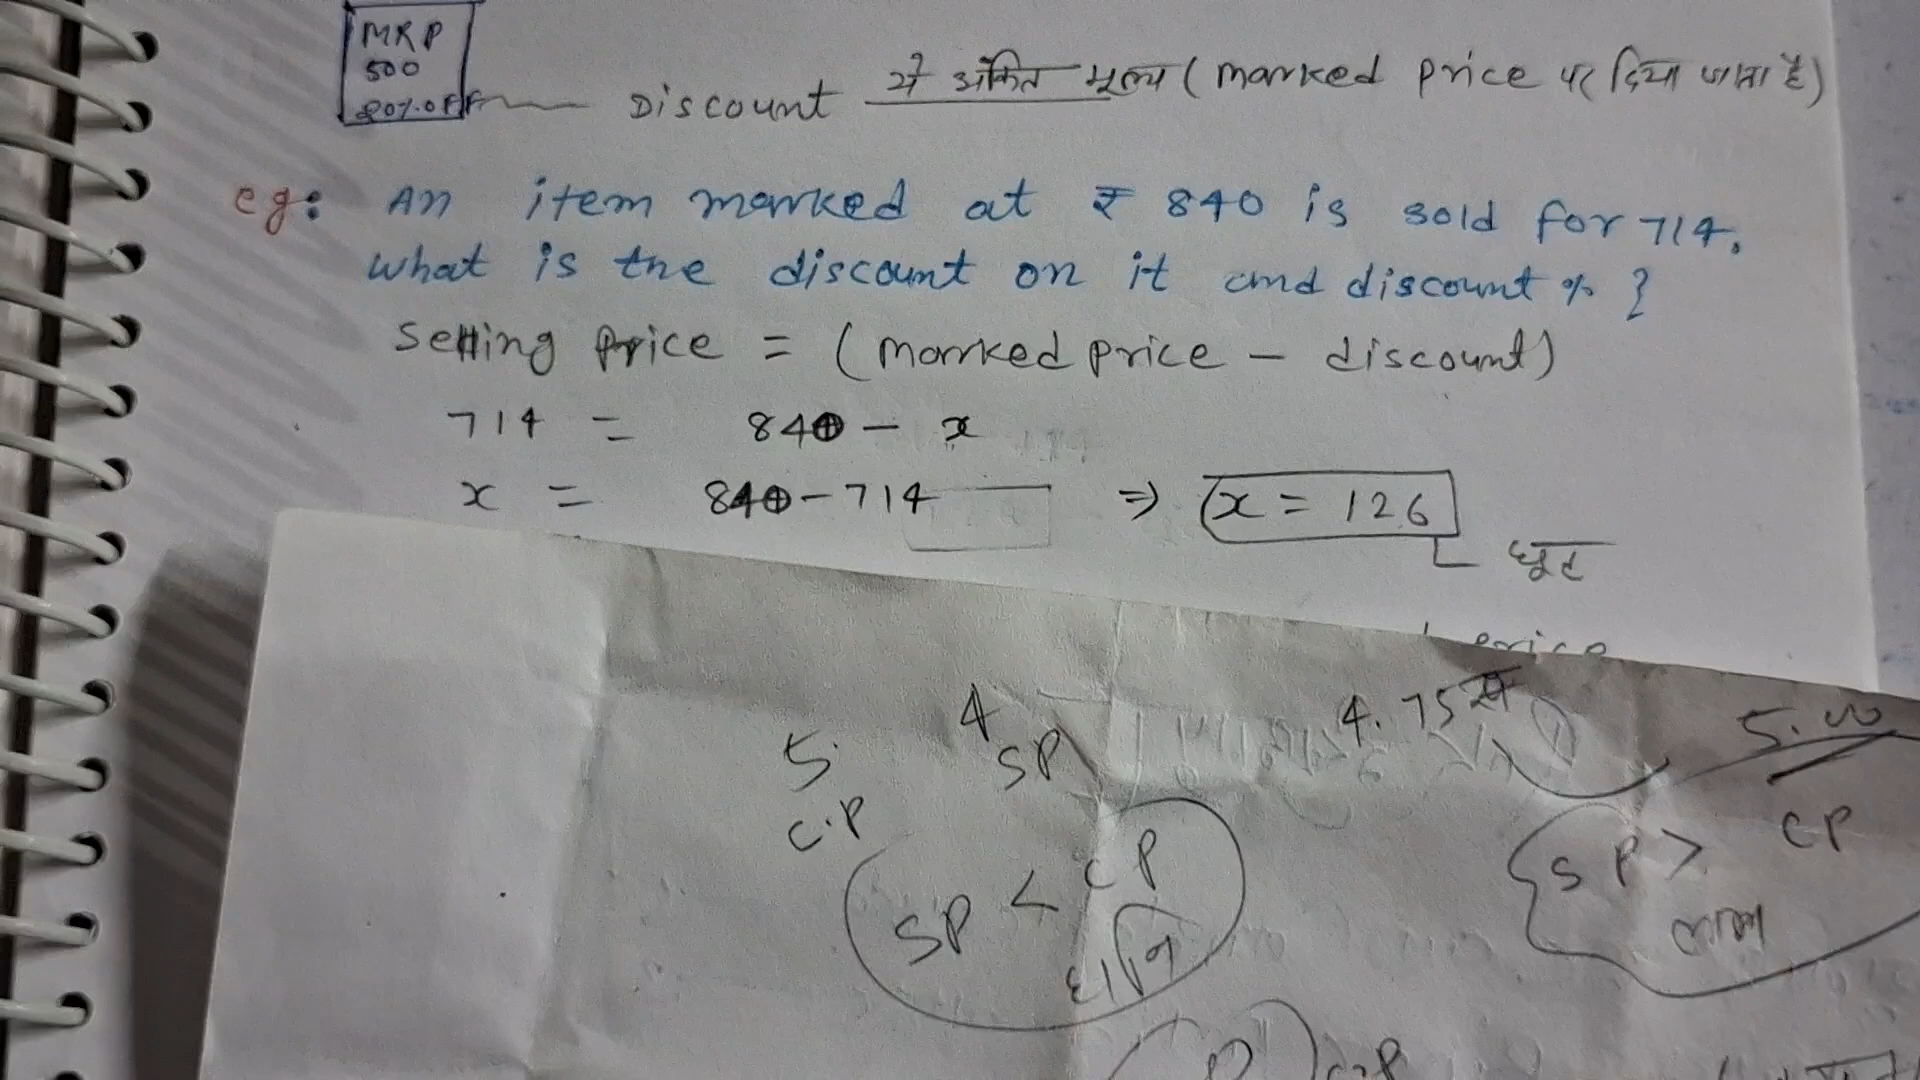 MRP
500
20% OFF
Discount ये अंकित मूल्य (marked price पर दिया जाता है)
eg: An item marked at ₹ 840 is sold for 714.
what is the discount on it and discount % ?
Selling Price = (marked price - discount)
714 = 840 - x
x = 840 - 714 ⇒ x = 126
छूट
price
4 4.75 5.00
5. SP
C.P CP
SP < CP SP >
हानि लाभ